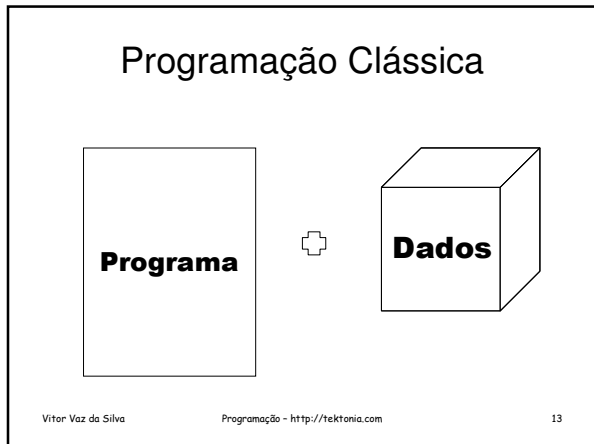 Programação Clássica
Programa
Dados
Vitor Vaz da Silva
Programação – http://tektonia.com
13